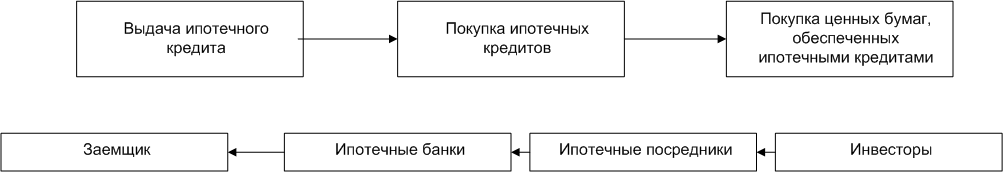 Выдача ипотечного
кредита
Покупка ипотечных
кредитов
Покупка ценных бумаг,
обеспеченных
ипотечными кредитами
Заемщик
Ипотечные банки
Ипотечные посредники
Инвесторы